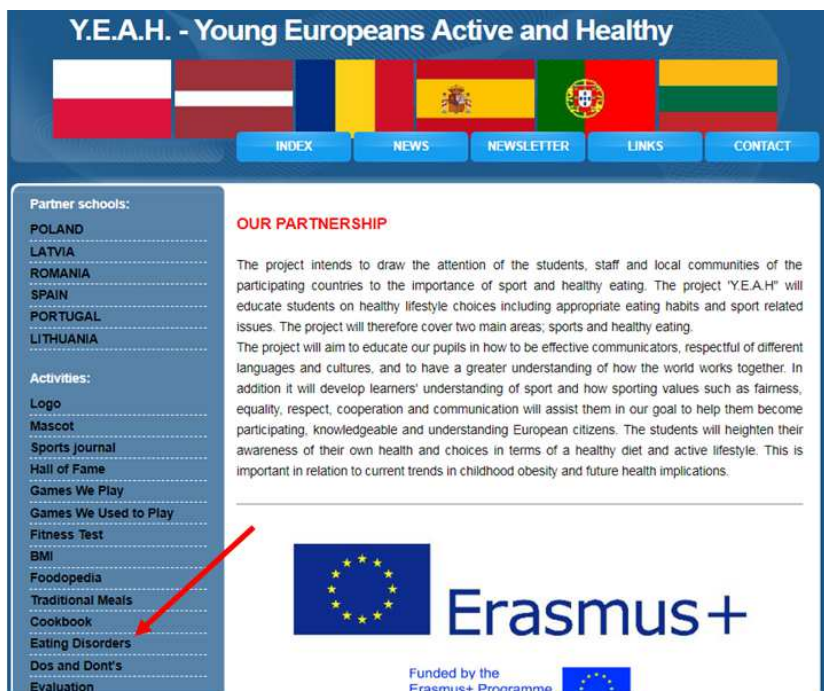 Y.E.A.H. - Young Europeans Active and Healthy
INDEX
NEWS
NEWSLETTER
LINKS
CONTACT
Partner schools:
POLAND
LATVIA
ROMANIA
SPAIN
PORTUGAL
LITHUANIA
Activities:
Logo
Mascot
Sports journal
Hall of Fame
Games We Play
Games We Used to Play
Fitness Test
BMI
Foodopedia
Traditional Meals
Cookbook
Eating Disorders
Dos and Dont's
Evaluation
OUR PARTNERSHIP
The project intends to draw the attention of the students, staff and local communities of the
participating countries to the importance of sport and healthy eating. The project 'Y.E.A.H" will
educate students on healthy lifestyle choices including appropriate eating habits and sport related
issues. The project will therefore cover two main areas; sports and healthy eating.
The project will aim to educate our pupils in how to be effective communicators, respectful of different
languages and cultures, and to have a greater understanding of how the world works together. In
addition it will develop learners' understanding of sport and how sporting values such as fairness,
equality, respect, cooperation and communication will assist them in our goal to help them become
participating, knowledgeable and understanding European citizens. The students will heighten their
awareness of their own health and choices in terms of a healthy diet and active lifestyle. This is
important in relation to current trends in childhood obesity and future health implications.
Erasmus+
Funded by the
Erasmus+ Programme